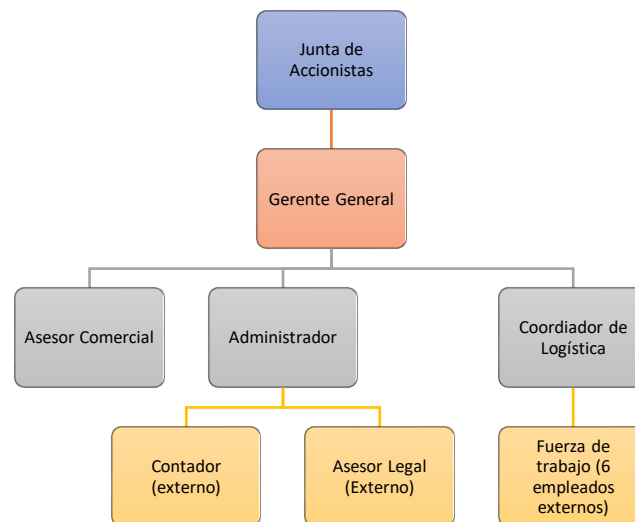 Junta de
Accionistas
Gerente General
Asesor Comercial
Administrador
Coordiador de
Logística
Contador
(externo)
Asesor Legal
(Externo)
Fuerza de
trabajo (6
empleados
externos)